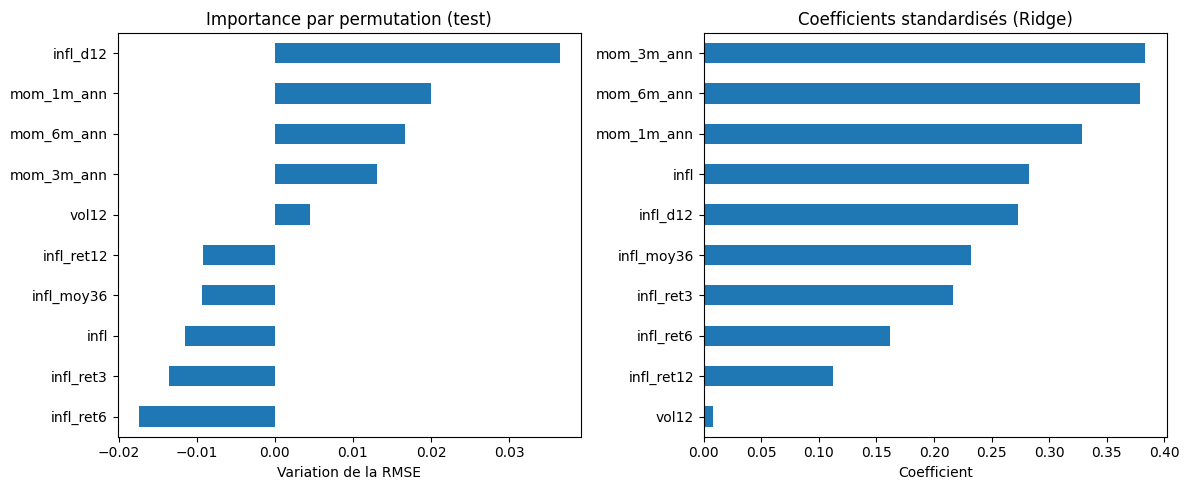 Importance par permutation (test)
infl_d12
mom_1m_ann
mom_6m_ann
mom_3m_ann
vol12
infl_ret12
infl_moy36
infl
infl_ret3
infl_ret6
−0.02 −0.01 0.00 0.01 0.02 0.03
Variation de la RMSE
Coefficients standardisés (Ridge)
mom_3m_ann
mom_6m_ann
mom_1m_ann
infl
infl_d12
infl_moy36
infl_ret3
infl_ret6
infl_ret12
vol12
0.00 0.05 0.10 0.15 0.20 0.25 0.30 0.35 0.40
Coefficient